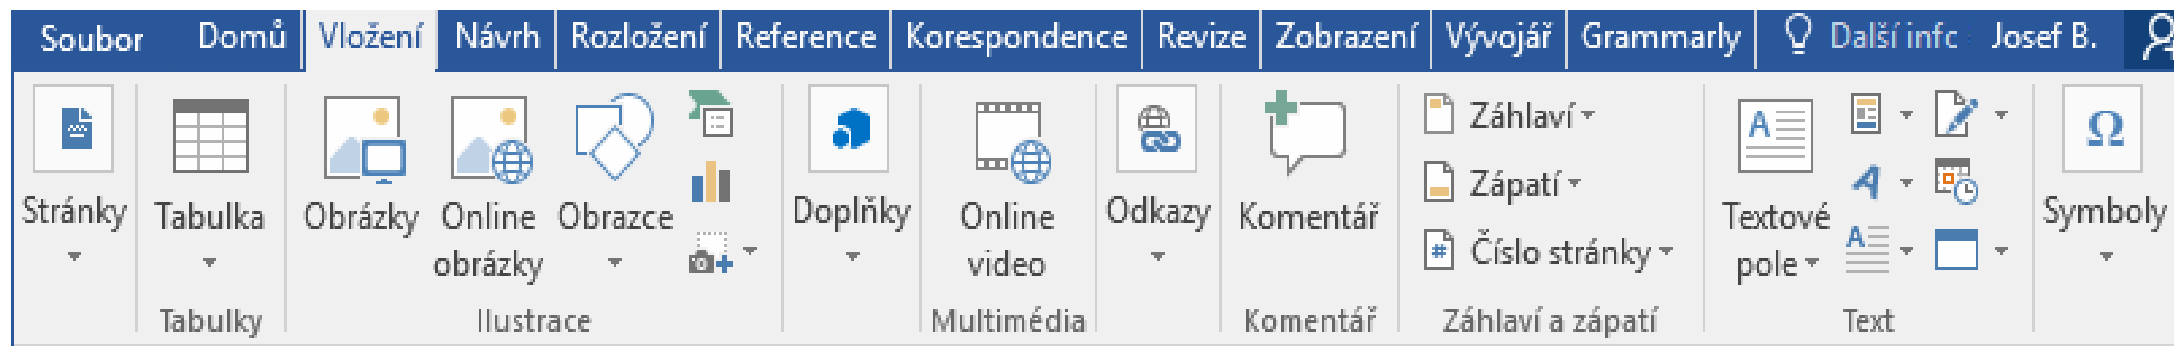 Soubor Domů Vložení Návrh Rozložení Reference Korespondence Revize Zobrazení Vývojář Grammarly Další infc Josef B.
Stránky
Tabulka
Tabulky
Obrázky
Online
obrázky
Obrazce
Ilustrace
Doplňky
Online
video
Multimédia
Odkazy
Komentář
Komentář
Záhlaví
Zápatí
Číslo stránky
Záhlaví a zápatí
Textové
pole
Text
Symboly